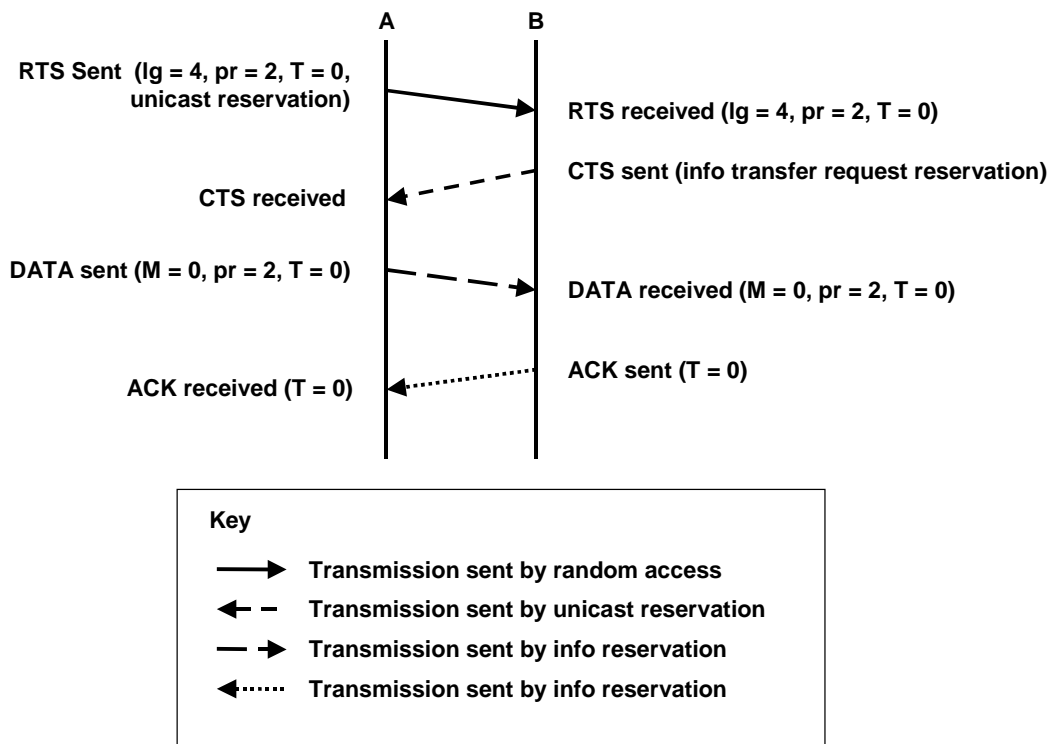 A
B
RTS Sent (lg = 4, pr = 2, T = 0,
unicast reservation)
RTS received (lg = 4, pr = 2, T = 0)
CTS sent (info transfer request reservation)
CTS received
DATA sent (M = 0, pr = 2, T = 0)
DATA received (M = 0, pr = 2, T = 0)
ACK sent (T = 0)
ACK received (T = 0)
Key
Transmission sent by random access
Transmission sent by unicast reservation
Transmission sent by info reservation
Transmission sent by info reservation